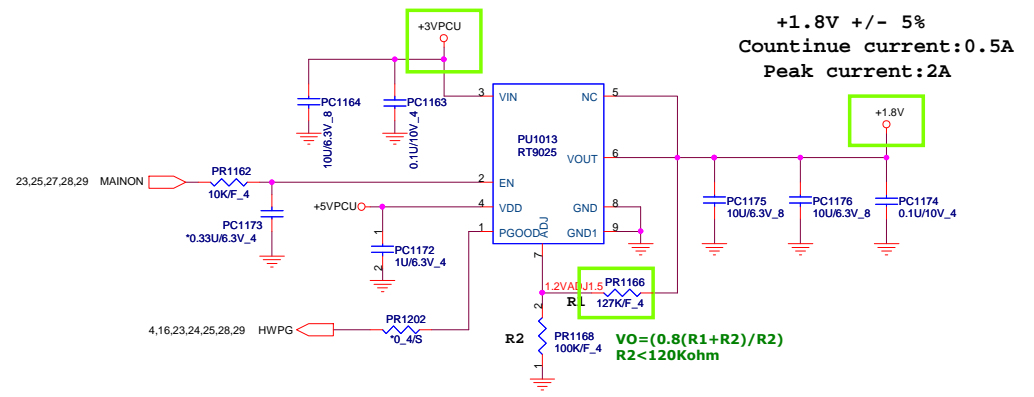 +1.8V +/- 5%
Countinue current:0.5A
Peak current:2A
+3VPCU
+1.8V
PC1164
10U/6.3V_8
PC1163
0.1U/10V_4
3 VIN
NC 5
PU1013
RT9025
VOUT 6
23,25,27,28,29 MAINON
PR1162
10K/F_4
2 EN
PC1173
*0.33U/6.3V_4
+5VPCU
4 VDD
GND 8
1 PGOOD
GND1 9
ADJ
7
1
PC1172
1U/6.3V_4
2
PC1175
10U/6.3V_8
PC1176
10U/6.3V_8
PC1174
0.1U/10V_4
1.2VADJ1.5
PR1166
127K/F_4
R1
4,16,23,24,25,28,29 HWPG
PR1202
*0_4/S
R2
2
PR1168
100K/F_4
1
VO=(0.8(R1+R2)/R2)
R2<120Kohm